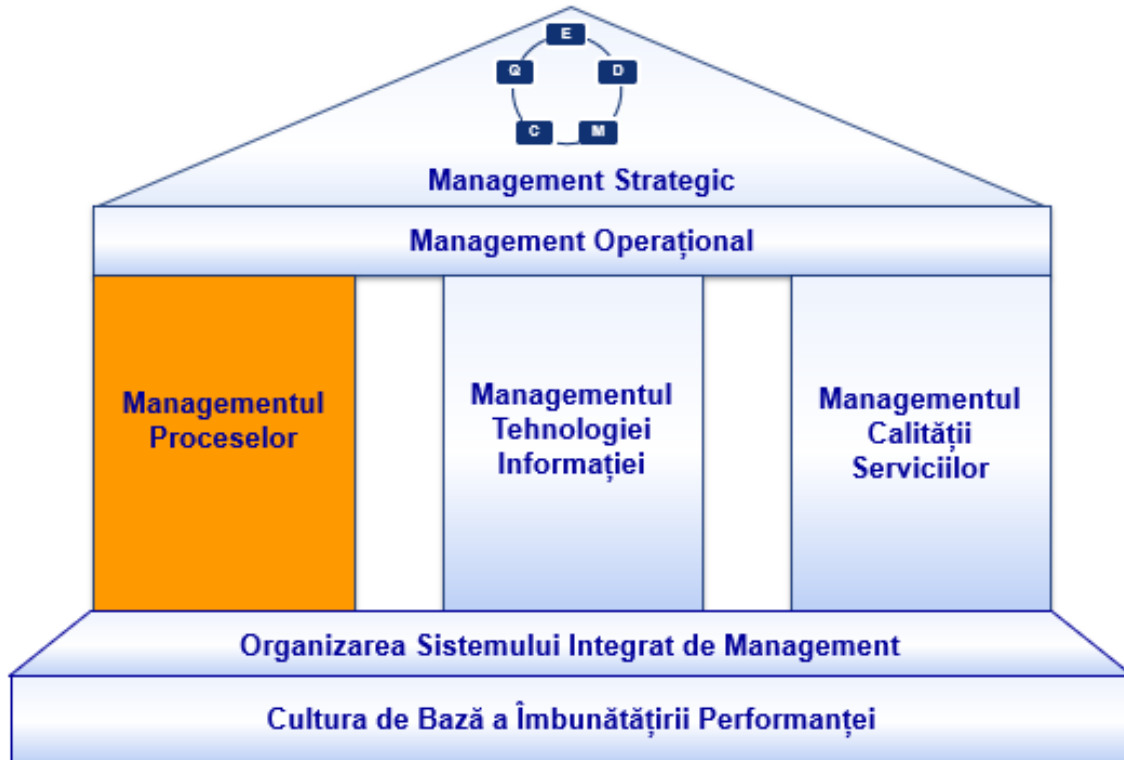 E
Q
D
C
M
Management Strategic
Management Operațional
Managementul
Proceselor
Managementul
Tehnologiei
Informației
Managementul
Calității
Serviciilor
Organizarea Sistemului Integrat de Management
Cultura de Bază a Îmbunătățirii Performanței